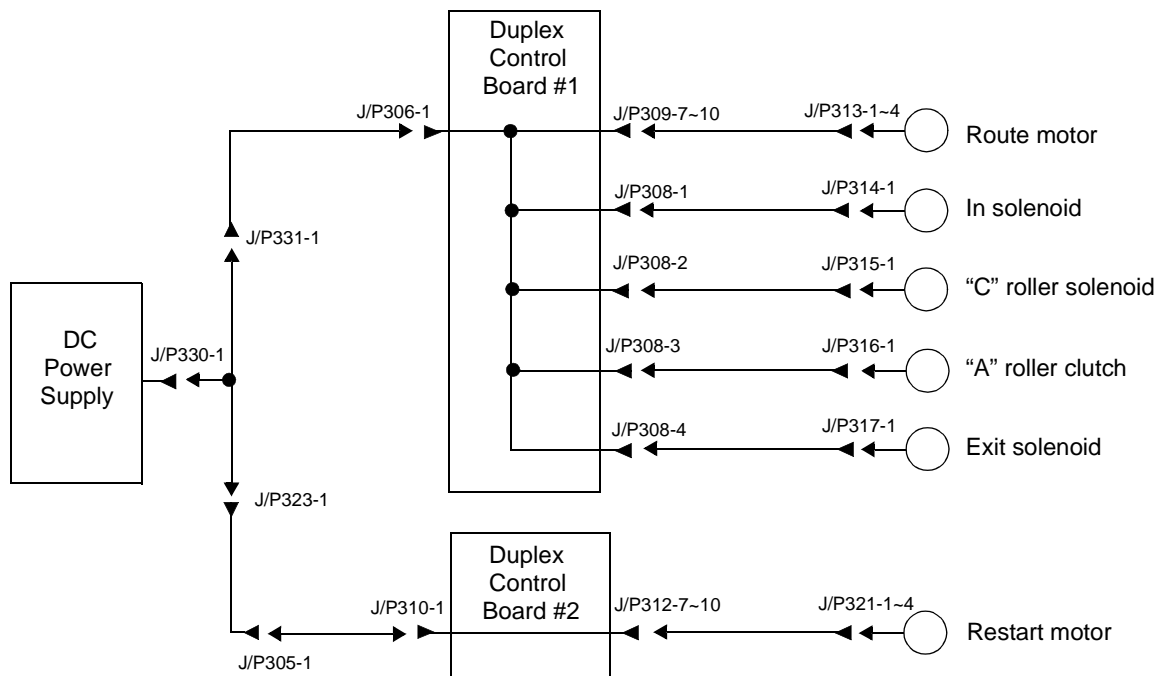 Duplex
Control
Board #1
J/P306-1
J/P309-7~10
J/P313-1~4
Route motor
J/P308-1
J/P314-1
In solenoid
J/P331-1
J/P308-2
J/P315-1
“C” roller solenoid
DC
Power
Supply
J/P330-1
J/P308-3
J/P316-1
“A” roller clutch
J/P308-4
J/P317-1
Exit solenoid
J/P323-1
Duplex
Control
Board #2
J/P310-1
J/P312-7~10
J/P321-1~4
Restart motor
J/P305-1